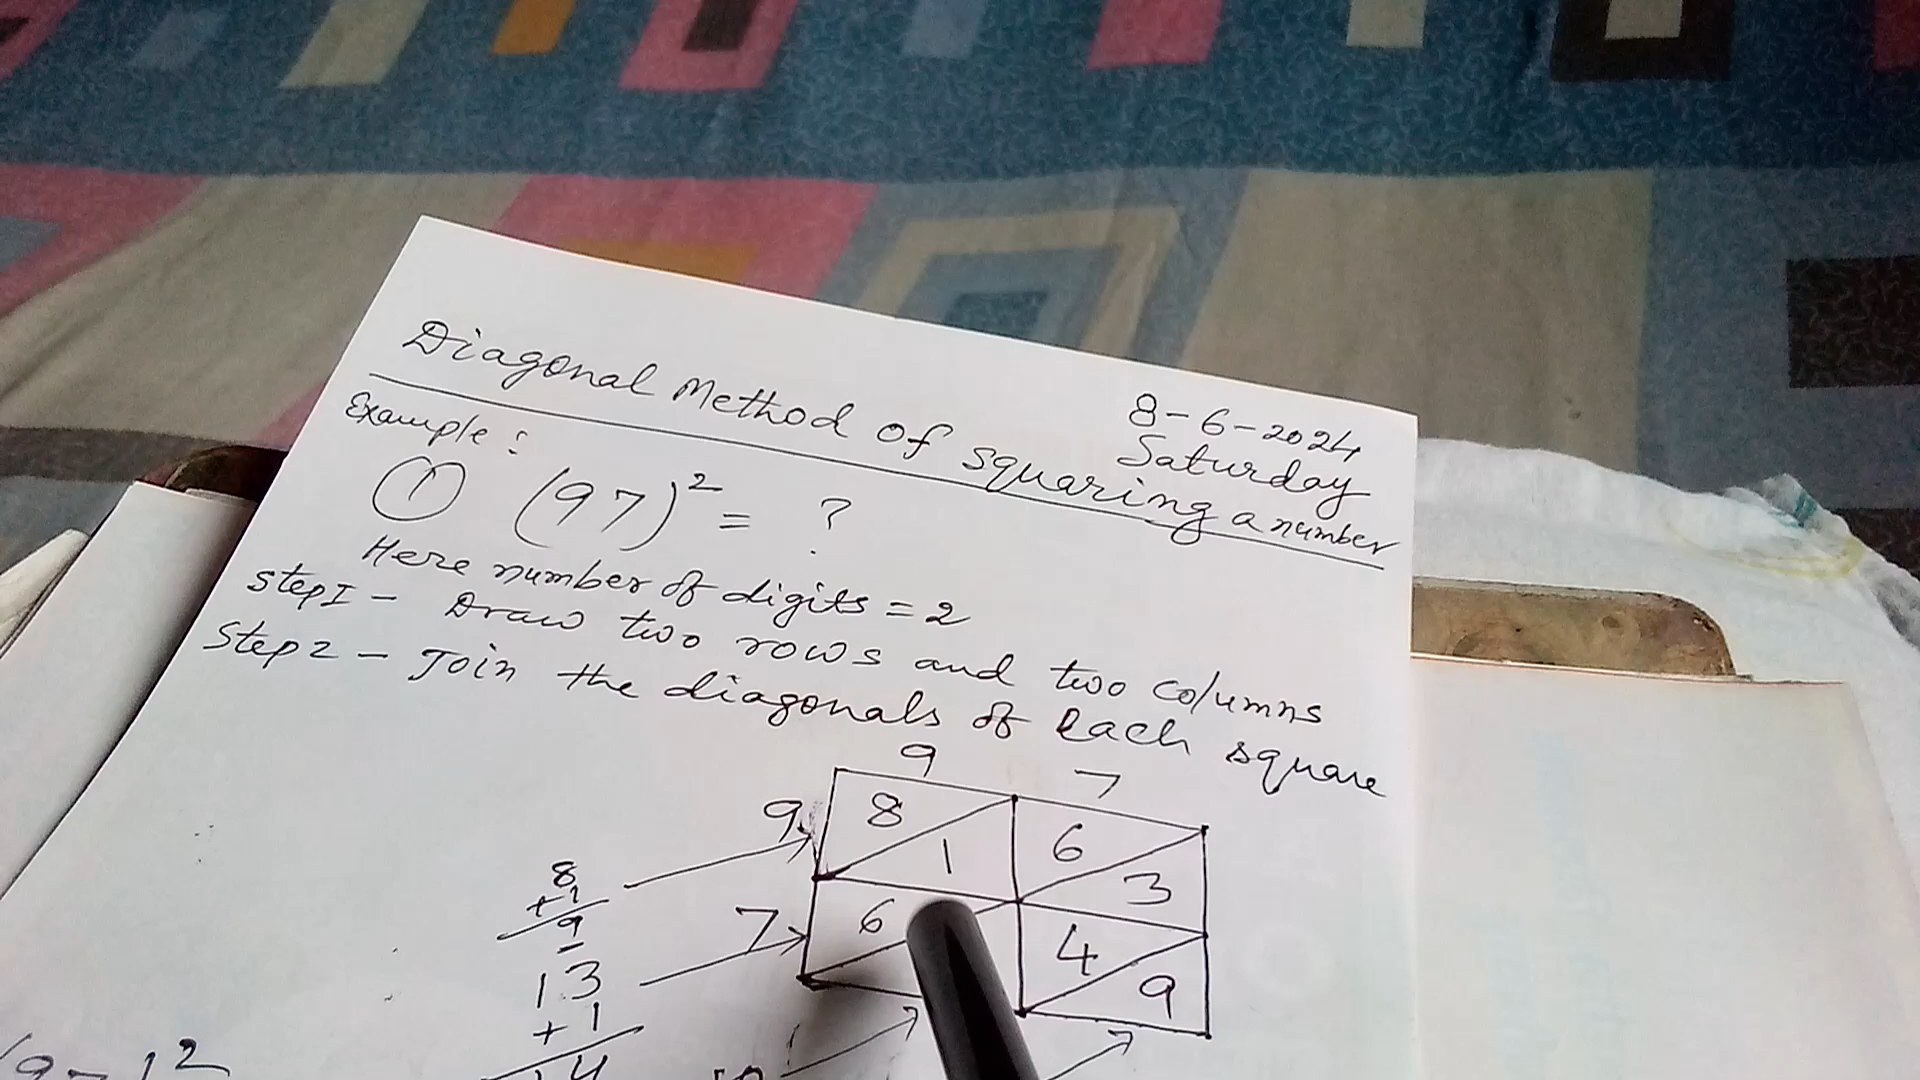 Diagonal Method of squaring a number
8-6-2024
Saturday
Example:
① (97)² = ?
Here number of digits = 2
Step I - Draw two rows and two columns
Step 2 - Join the diagonals of each square
9 7
9 8 1 6 3
7 6 4 9
8
+1
9
13
+1
14